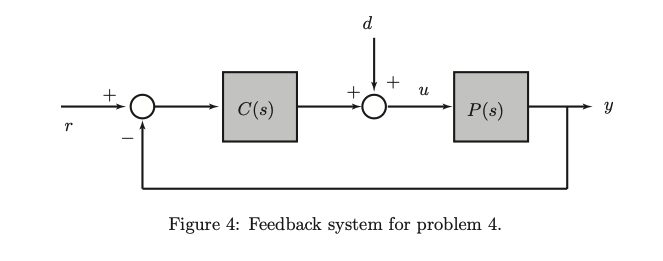 d
+
+
+
u
C(s)
P(s)
y
r
−
Figure 4: Feedback system for problem 4.